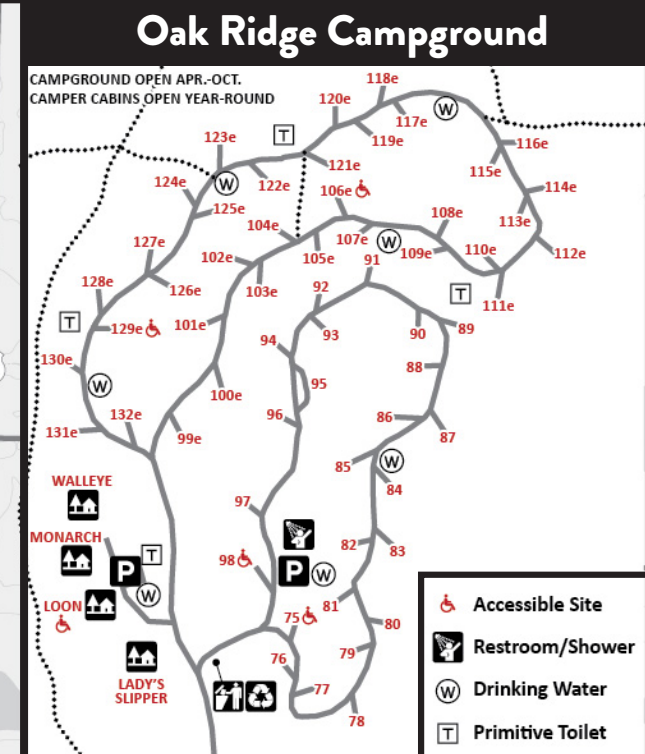 Oak Ridge Campground
CAMPGROUND OPEN APR.-OCT.
CAMPER CABINS OPEN YEAR-ROUND
118e
120e
117e
W
119e
123e
T
116e
121e
115e
124e
W
122e
106e
114e
125e
104e
108e
113e
127e
102e
107e
W
109e
110e
112e
105e
91
128e
126e
103e
92
T
111e
T
129e
101e
93
90
89
94
130e
88
W
95
100e
132e
96
86
131e
99e
87
85
W
WALLEYE
84
97
MONARCH
82
83
T
98
P
P
W
W
LOON
81
75
80
76
79
LADY'S
SLIPPER
77
78
Accessible Site
Restroom/Shower
W Drinking Water
T Primitive Toilet